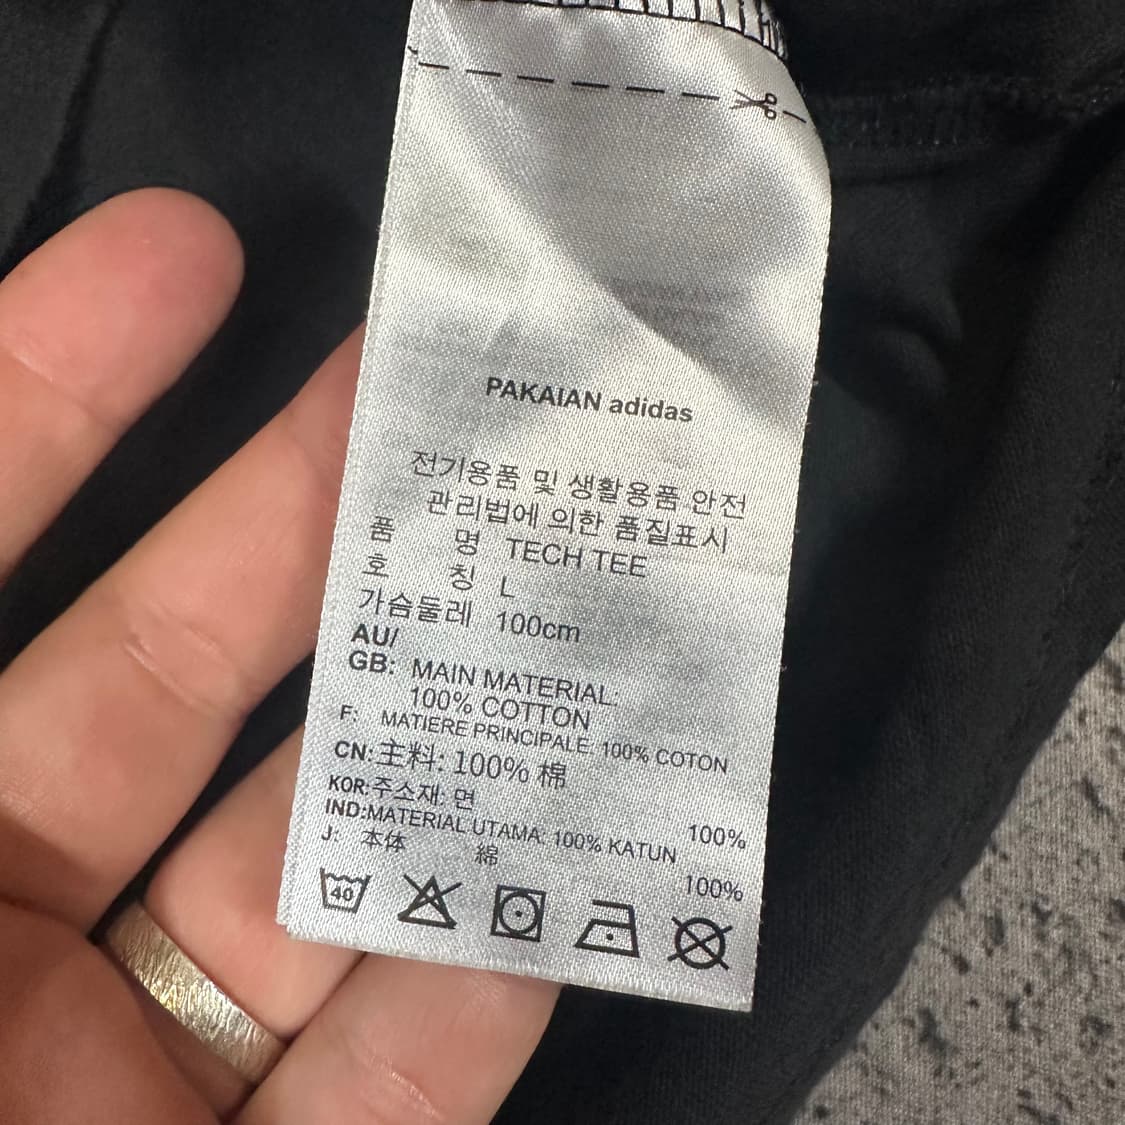 PAKAIAN adidas
전기용품 및 생활용품 안전
관리법에 의한 품질표시
품 명 TECH TEE
호 칭 L
가슴둘레 100cm
AU/
GB: MAIN MATERIAL:
100% COTTON
F: MATIERE PRINCIPALE: 100% COTON
CN: 主料: 100% 棉
KOR: 주소재: 면 100%
IND: MATERIAL UTAMA: 100% KATUN
J: 本体 綿 100%
40